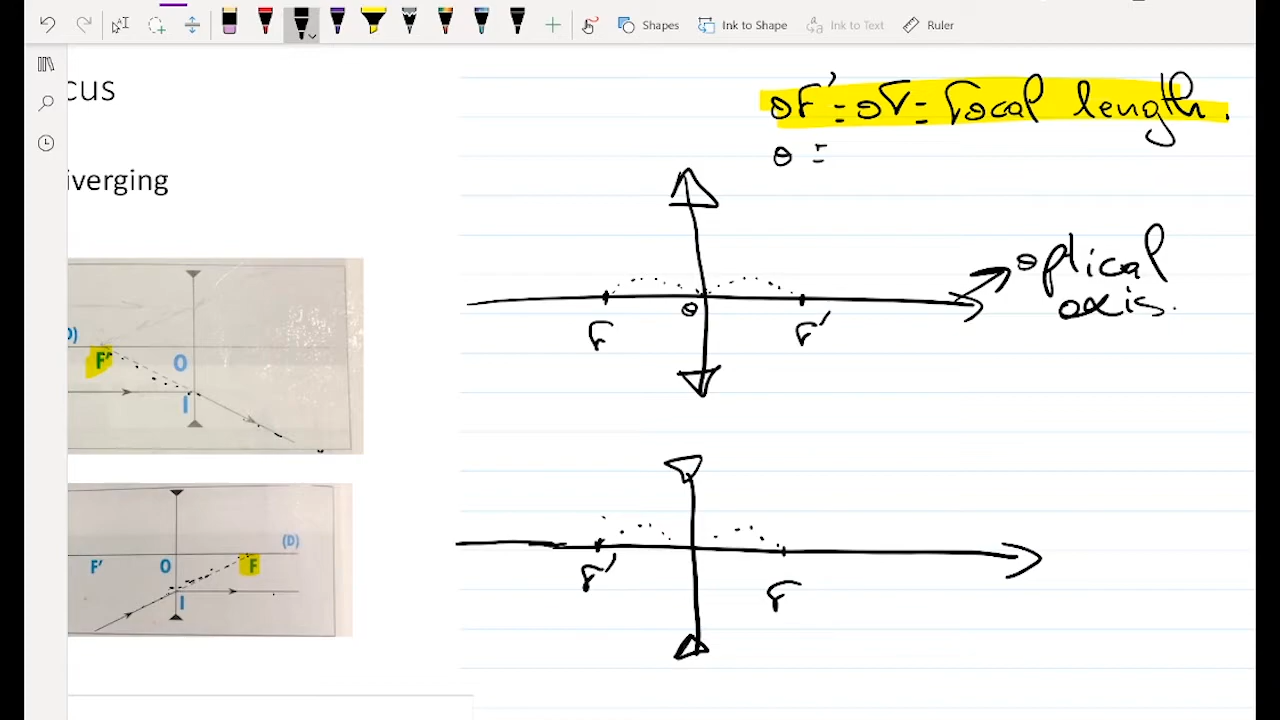 Shapes Ink to Shape Ink to Text Ruler
cus
iverging
OF' = OF = Focal length.
O =
optical
axis.
O
F F'
D)
F' O
I
(D)
F' O F
I
F' F